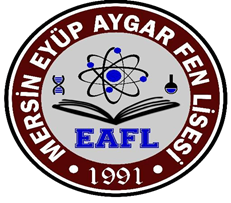 MERSİN EYÜP AYGAR FEN LİSESİ
EAFL
• 1991 •